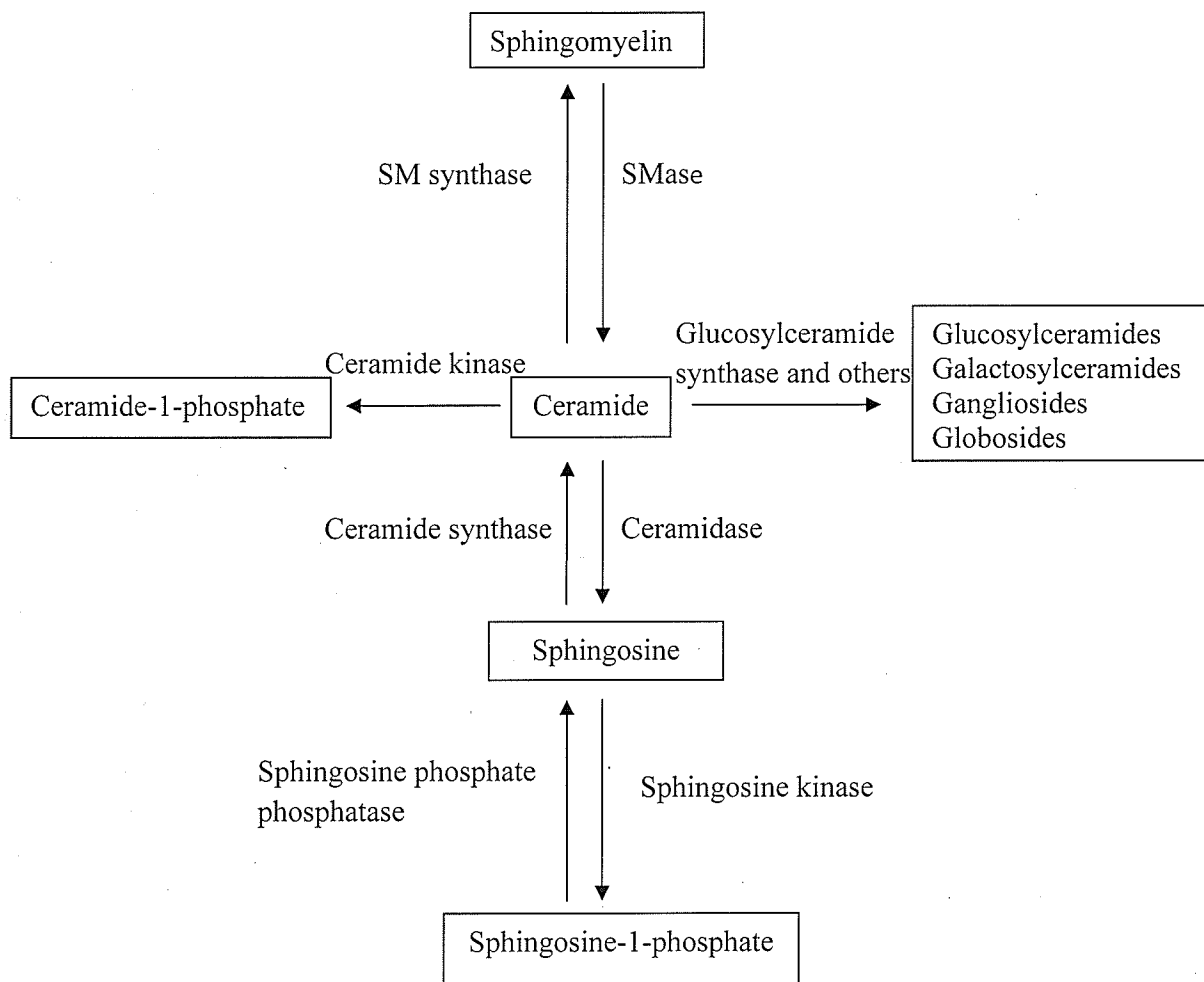 Sphingomyelin
SM synthase
SMase
Glucosylceramide
synthase and others
Glucosylceramides
Galactosylceramides
Gangliosides
Globosides
Ceramide kinase
Ceramide-1-phosphate
Ceramide
Ceramide synthase
Ceramidase
Sphingosine
Sphingosine phosphate
phosphatase
Sphingosine kinase
Sphingosine-1-phosphate